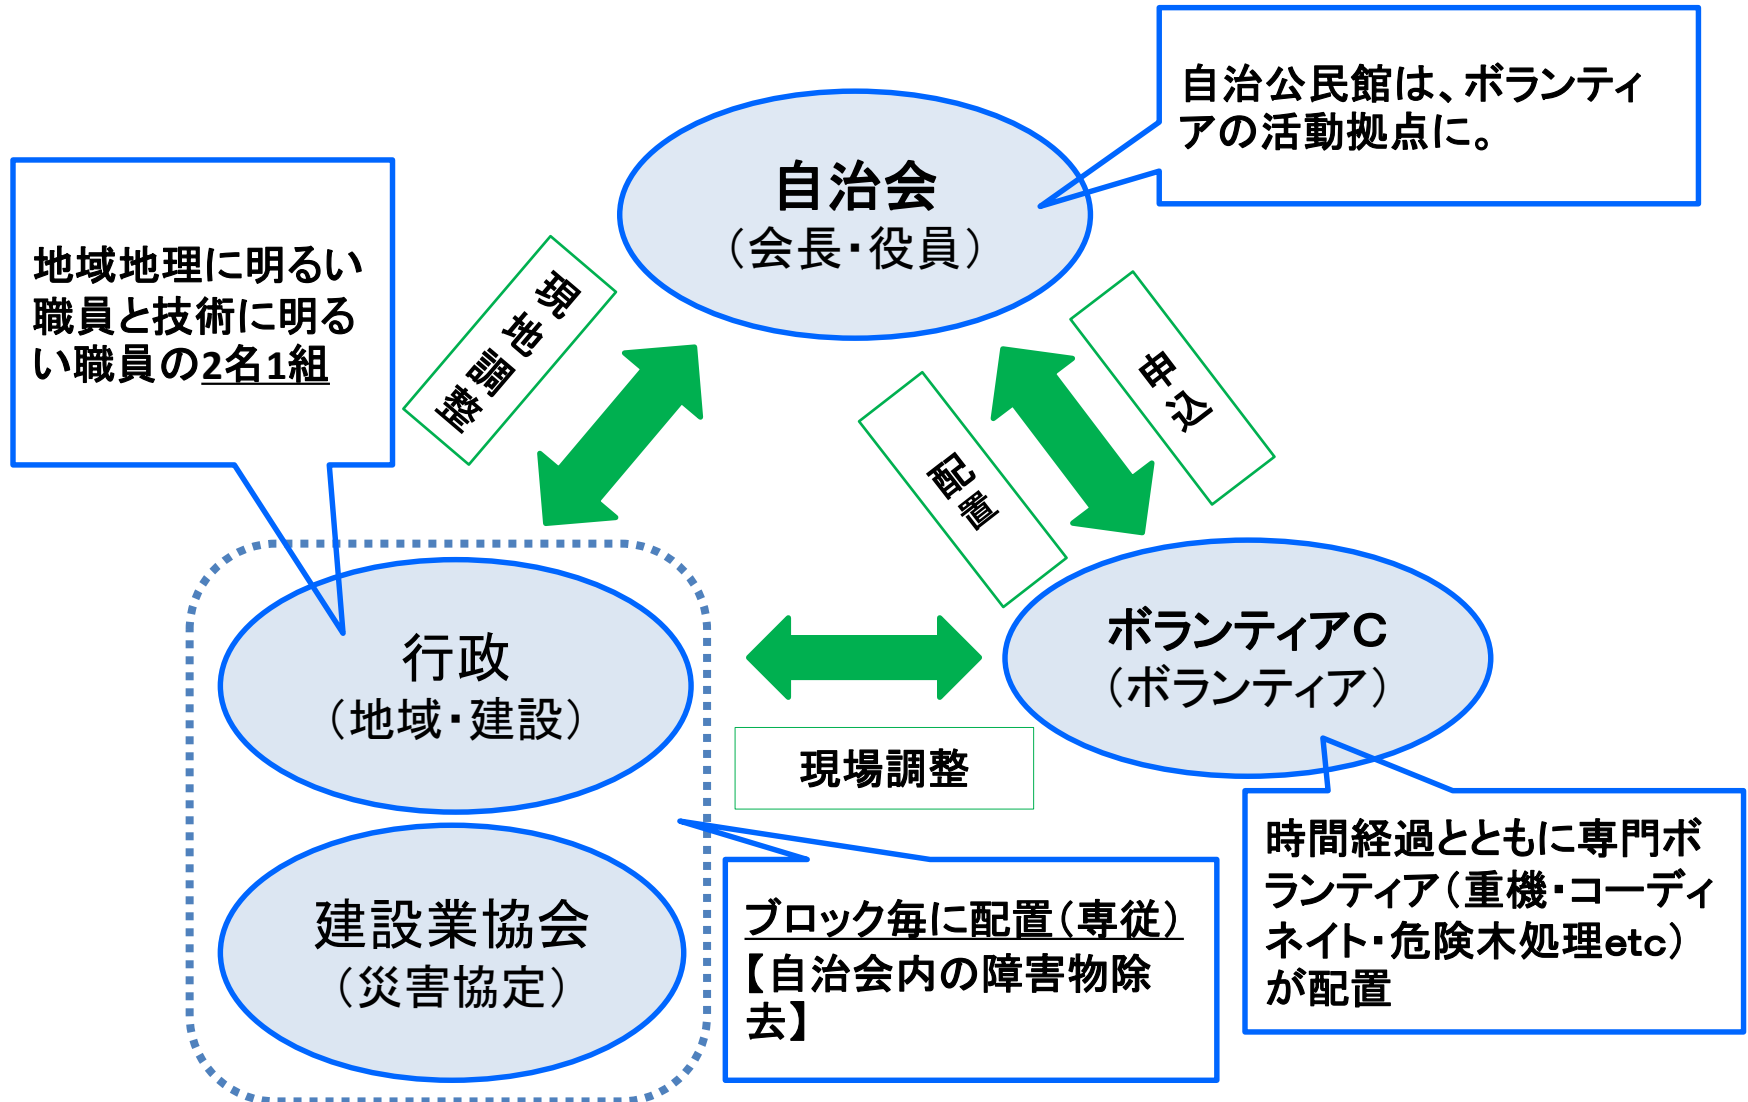 自治公民館は、ボランティ
アの活動拠点に。
自治会
（会長・役員）
地域地理に明るい
職員と技術に明る
い職員の2名1組
現地調整
申込
配置
行政
（地域・建設）
ボランティアC
（ボランティア）
現場調整
建設業協会
（災害協定）
ブロック毎に配置（専従）
【自治会内の障害物除
去】
時間経過とともに専門ボ
ランティア（重機・コーディ
ネイト・危険木処理etc）
が配置